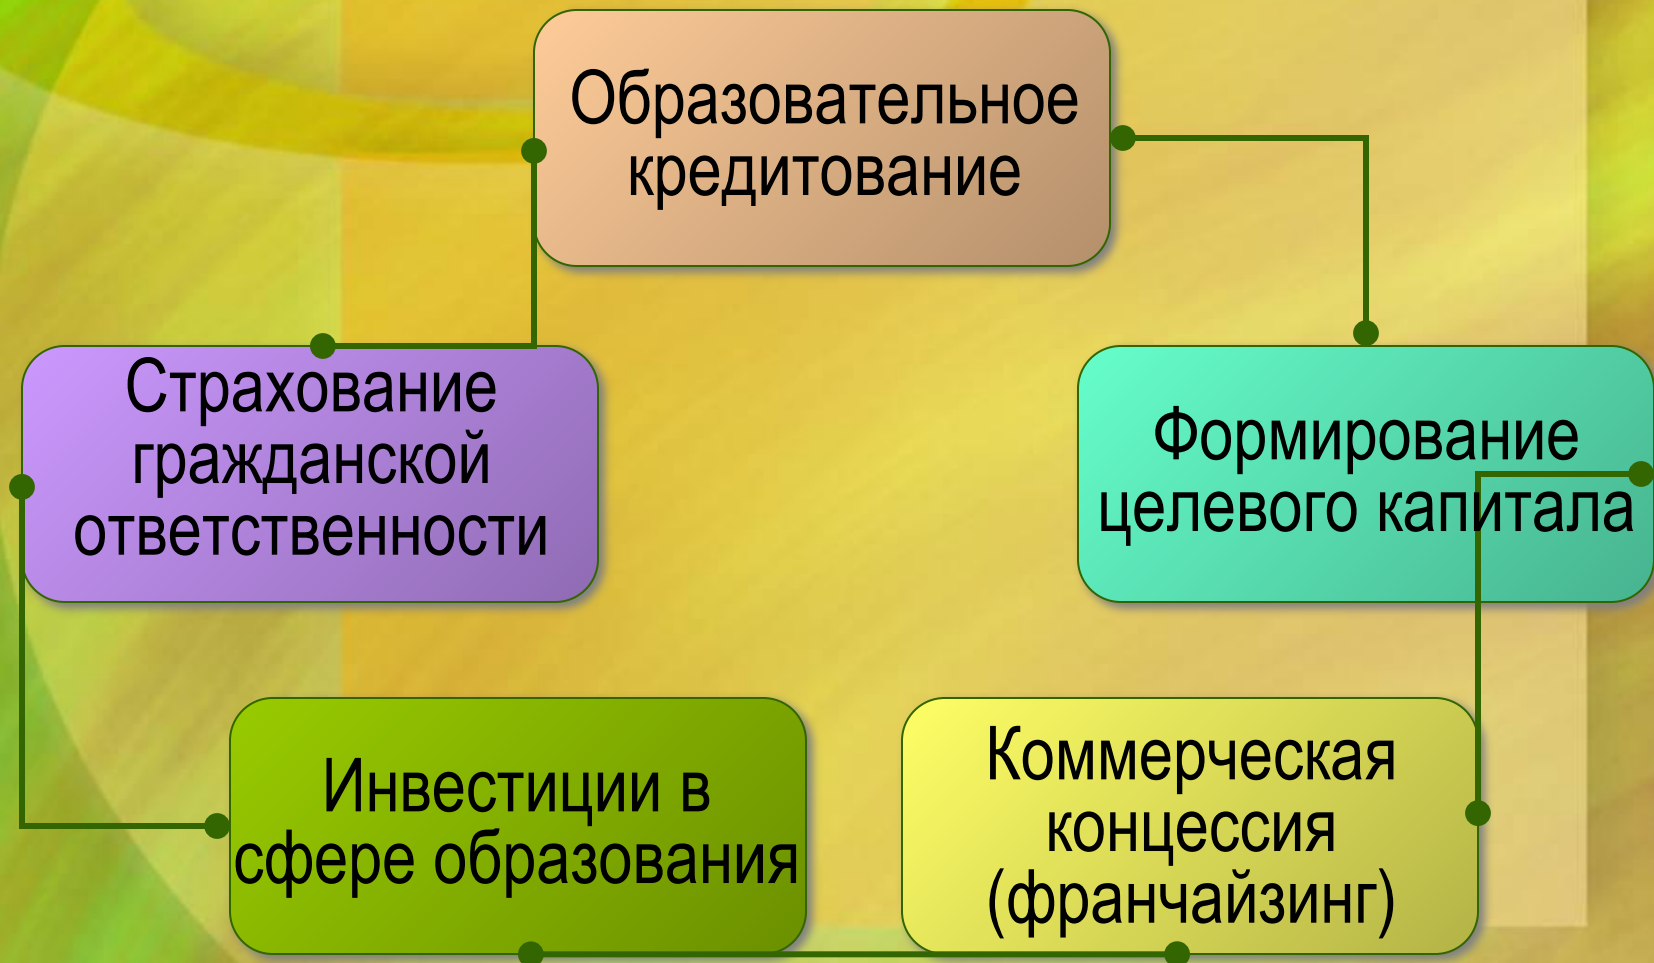 Образовательное
кредитование
Страхование
гражданской
ответственности
Формирование
целевого капитала
Инвестиции в
сфере образования
Коммерческая
концессия
(франчайзинг)